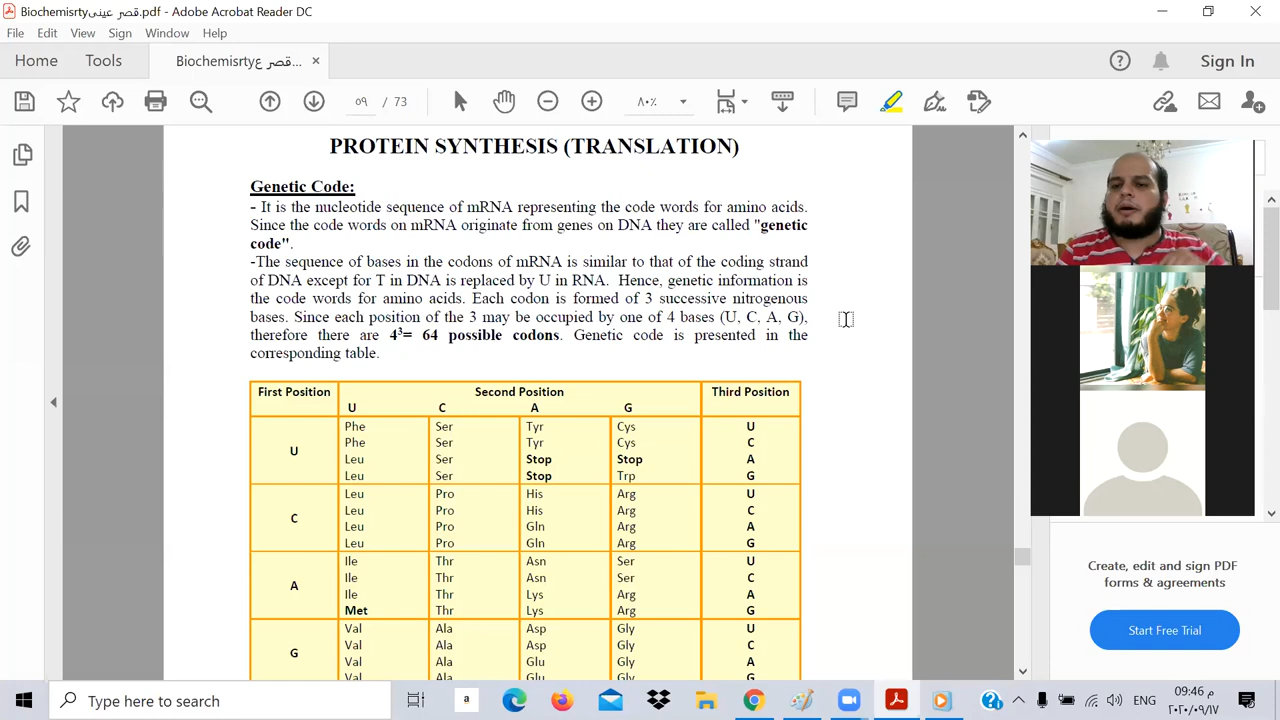 Biochemisrtyقصر عينى.pdf - Adobe Acrobat Reader DC
File Edit View Sign Window Help
Home Tools Biochemisrtyقصر ع... × Sign In
٥٩ / 73 ٨٠٪
PROTEIN SYNTHESIS (TRANSLATION)
Genetic Code:
- It is the nucleotide sequence of mRNA representing the code words for amino acids.
Since the code words on mRNA originate from genes on DNA they are called "genetic
code".
-The sequence of bases in the codons of mRNA is similar to that of the coding strand
of DNA except for T in DNA is replaced by U in RNA. Hence, genetic information is
the code words for amino acids. Each codon is formed of 3 successive nitrogenous
bases. Since each position of the 3 may be occupied by one of 4 bases (U, C, A, G),
therefore there are 4³= 64 possible codons. Genetic code is presented in the
corresponding table.
First Position Second Position Third Position
U C A G
U
Phe Ser Tyr Cys U
Phe Ser Tyr Cys C
Leu Ser Stop Stop A
Leu Ser Stop Trp G
C
Leu Pro His Arg U
Leu Pro His Arg C
Leu Pro Gln Arg A
Leu Pro Gln Arg G
A
Ile Thr Asn Ser U
Ile Thr Asn Ser C
Ile Thr Lys Arg A
Met Thr Lys Arg G
G
Val Ala Asp Gly U
Val Ala Asp Gly C
Val Ala Glu Gly A
Val Ala Glu Gly G
Create, edit and sign PDF
forms & agreements
Start Free Trial
Type here to search
a
ENG
09:46 م
٢٠٢٠/٠٩/١٧